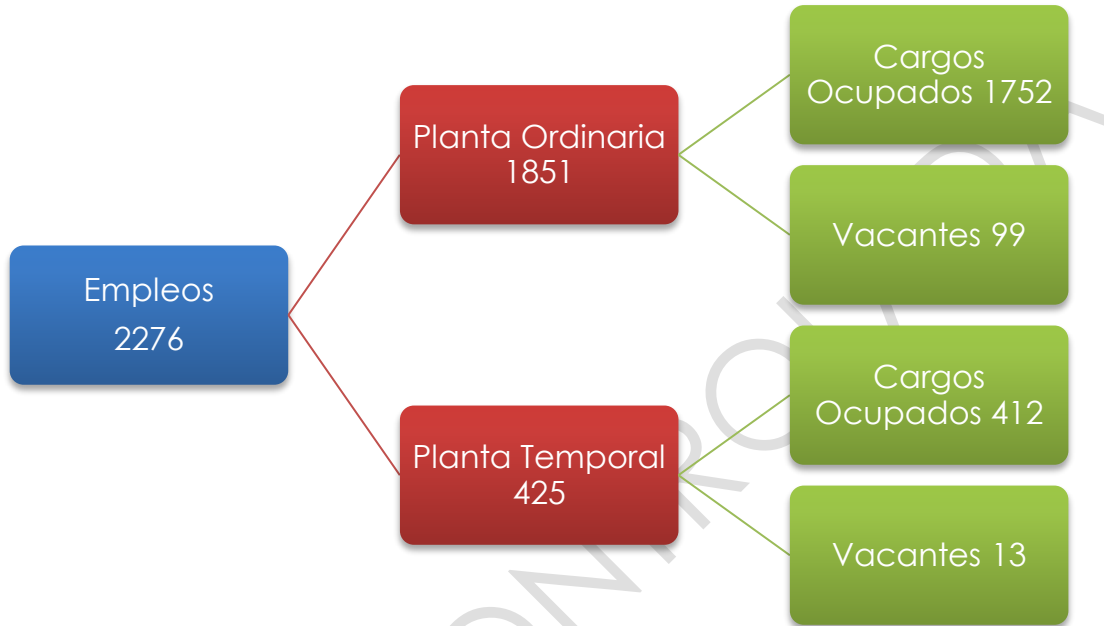 Empleos
2276
Planta Ordinaria
1851
Cargos
Ocupados 1752
Vacantes 99
Planta Temporal
425
Cargos
Ocupados 412
Vacantes 13